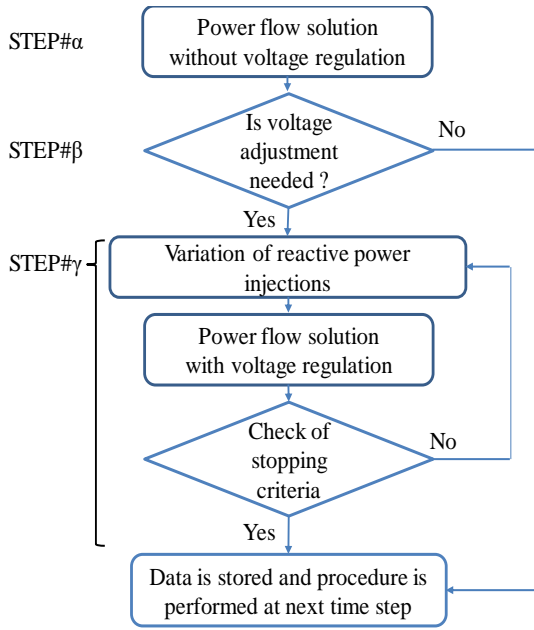 STEP#α
Power flow solution
without voltage regulation
STEP#β
Is voltage
adjustment
needed ?
No
Yes
STEP#γ
Variation of reactive power
injections
Power flow solution
with voltage regulation
Check of
stopping
criteria
No
Yes
Data is stored and procedure is
performed at next time step